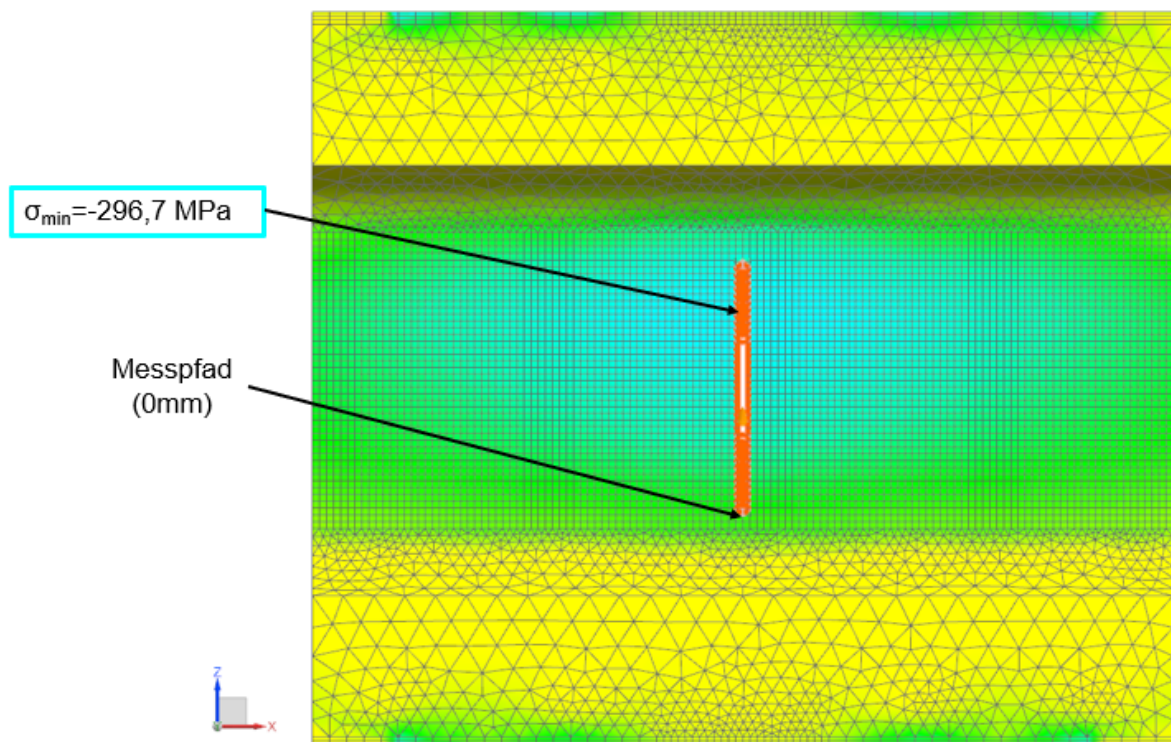 σmin=-296,7 MPa
Messpfad
(0mm)
Z
X